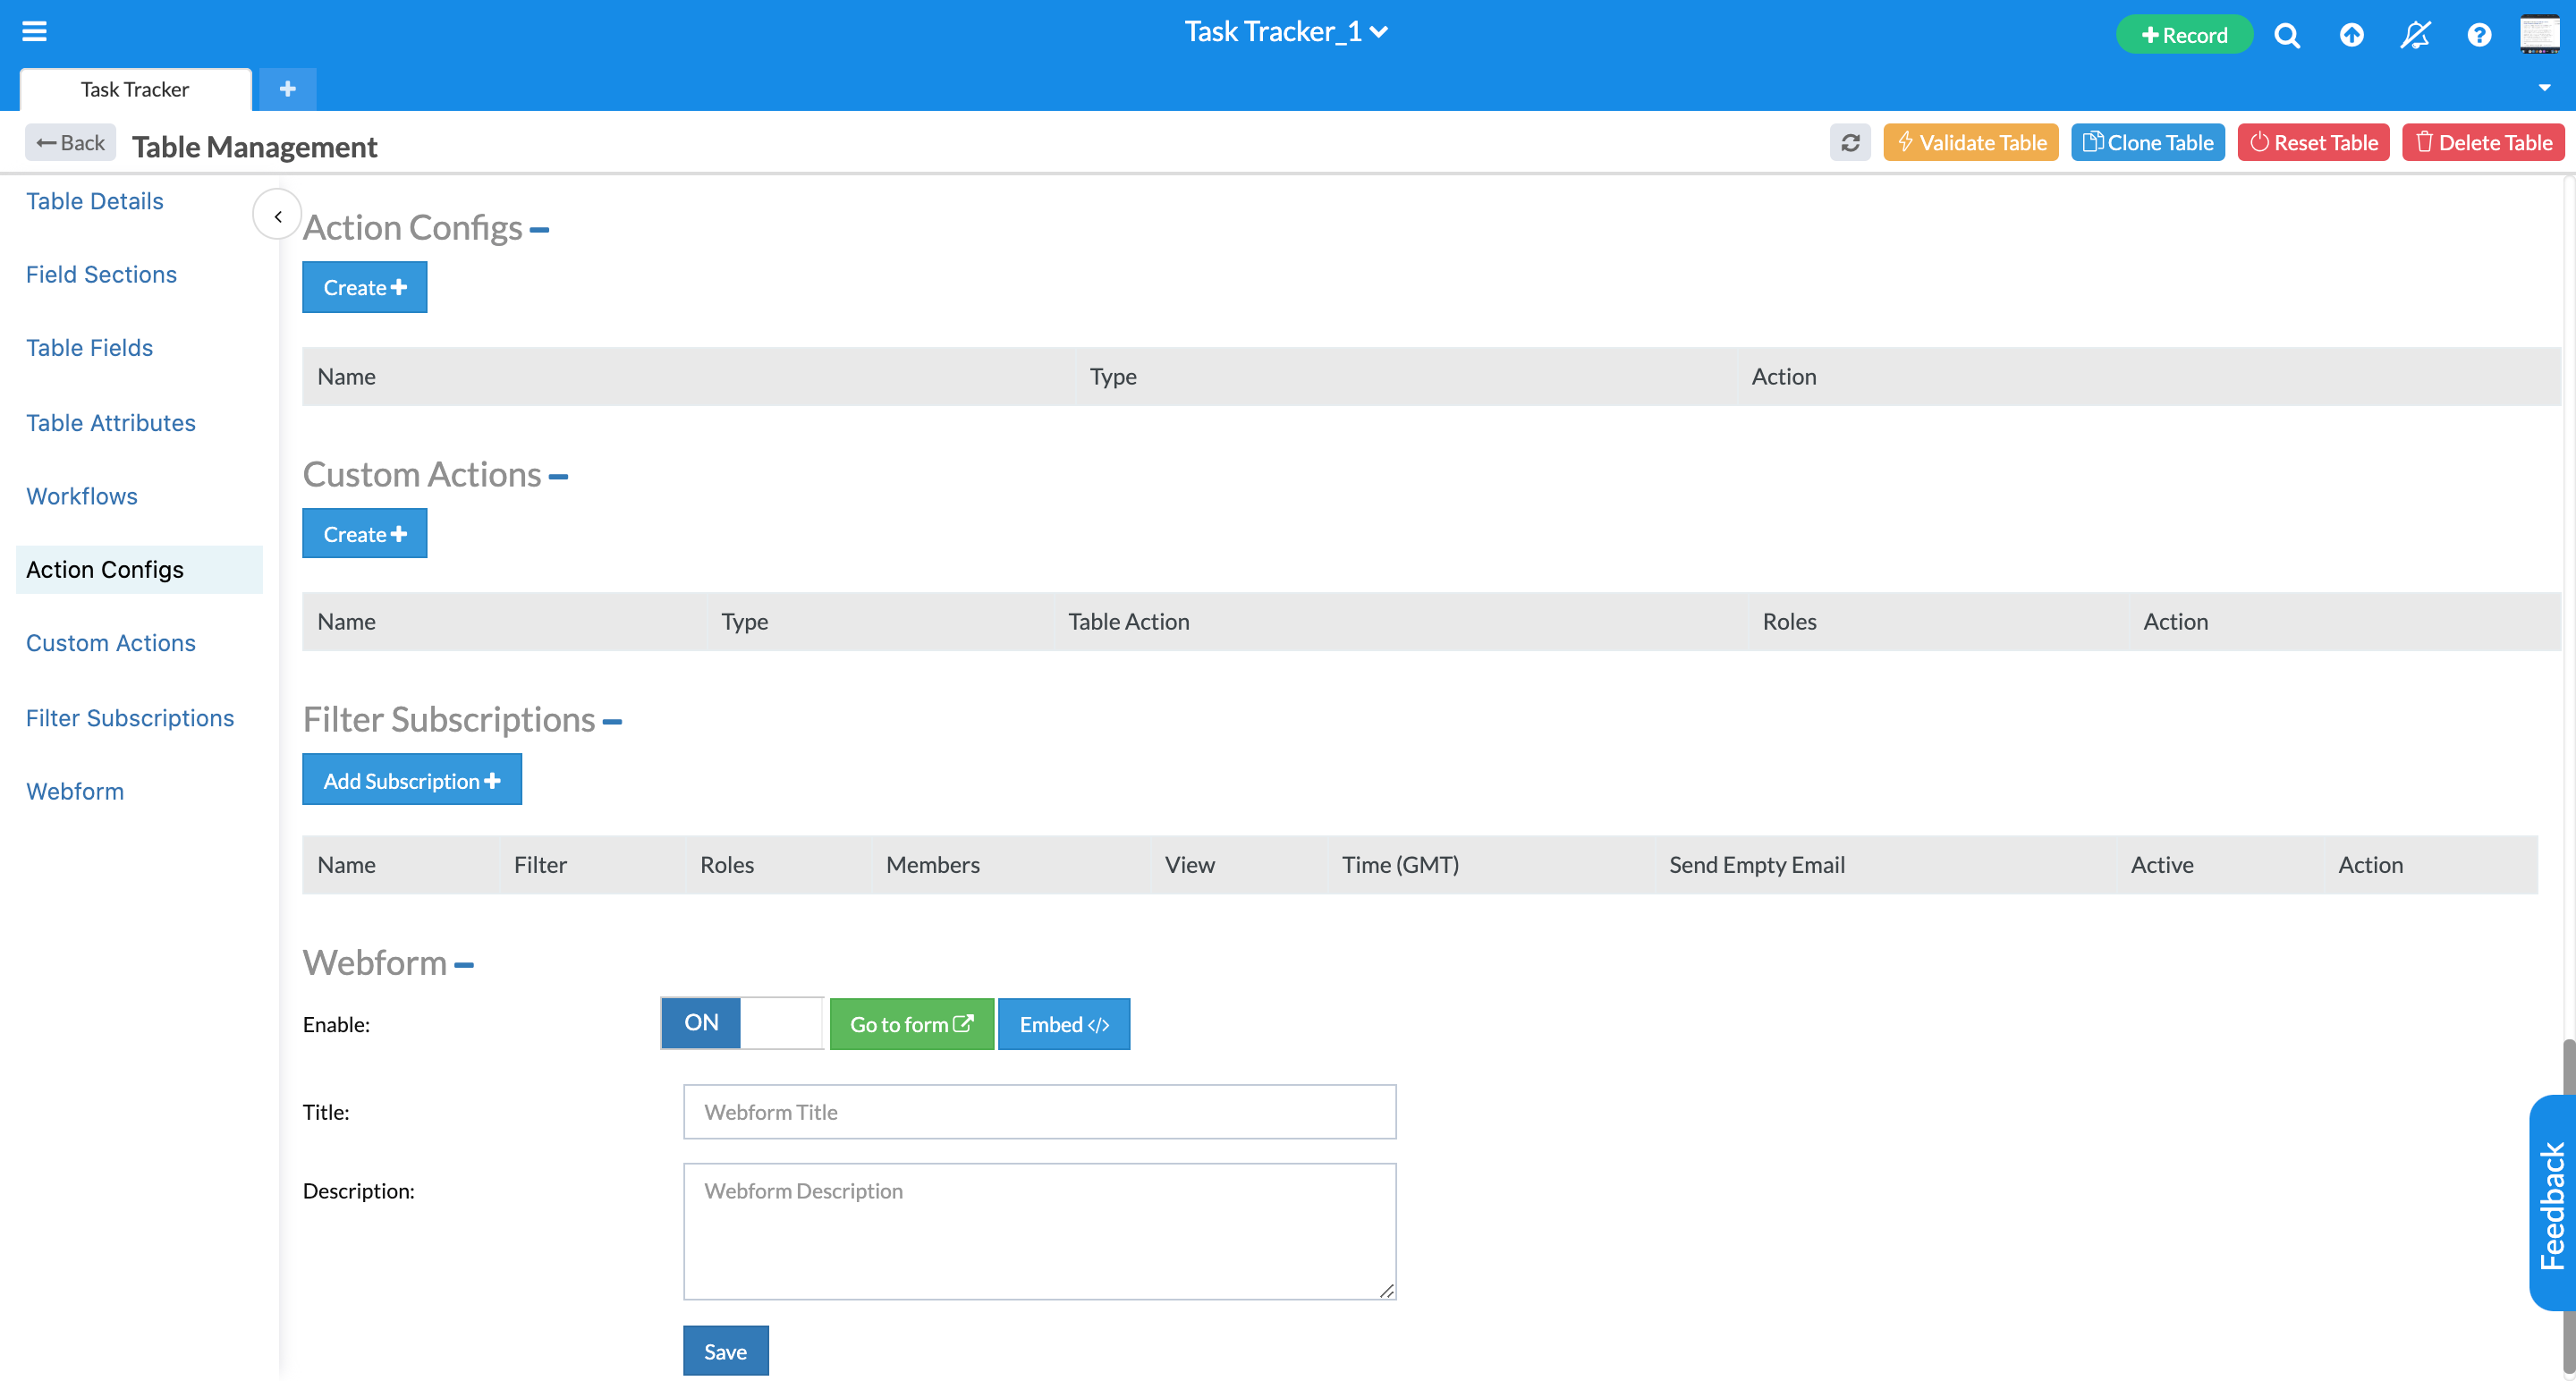 Task Tracker_1
Record
Task Tracker
Back
Table Management
Validate Table
Clone Table
Reset Table
Delete Table
Table Details
Field Sections
Table Fields
Table Attributes
Workflows
Action Configs
Custom Actions
Filter Subscriptions
Webform
Action Configs
Create
Name Type Action
Custom Actions
Create
Name Type Table Action Roles Action
Filter Subscriptions
Add Subscription
Name Filter Roles Members View Time (GMT) Send Empty Email Active Action
Webform
Enable: ON Go to form Embed </>
Title: Webform Title
Description: Webform Description
Save
Feedback